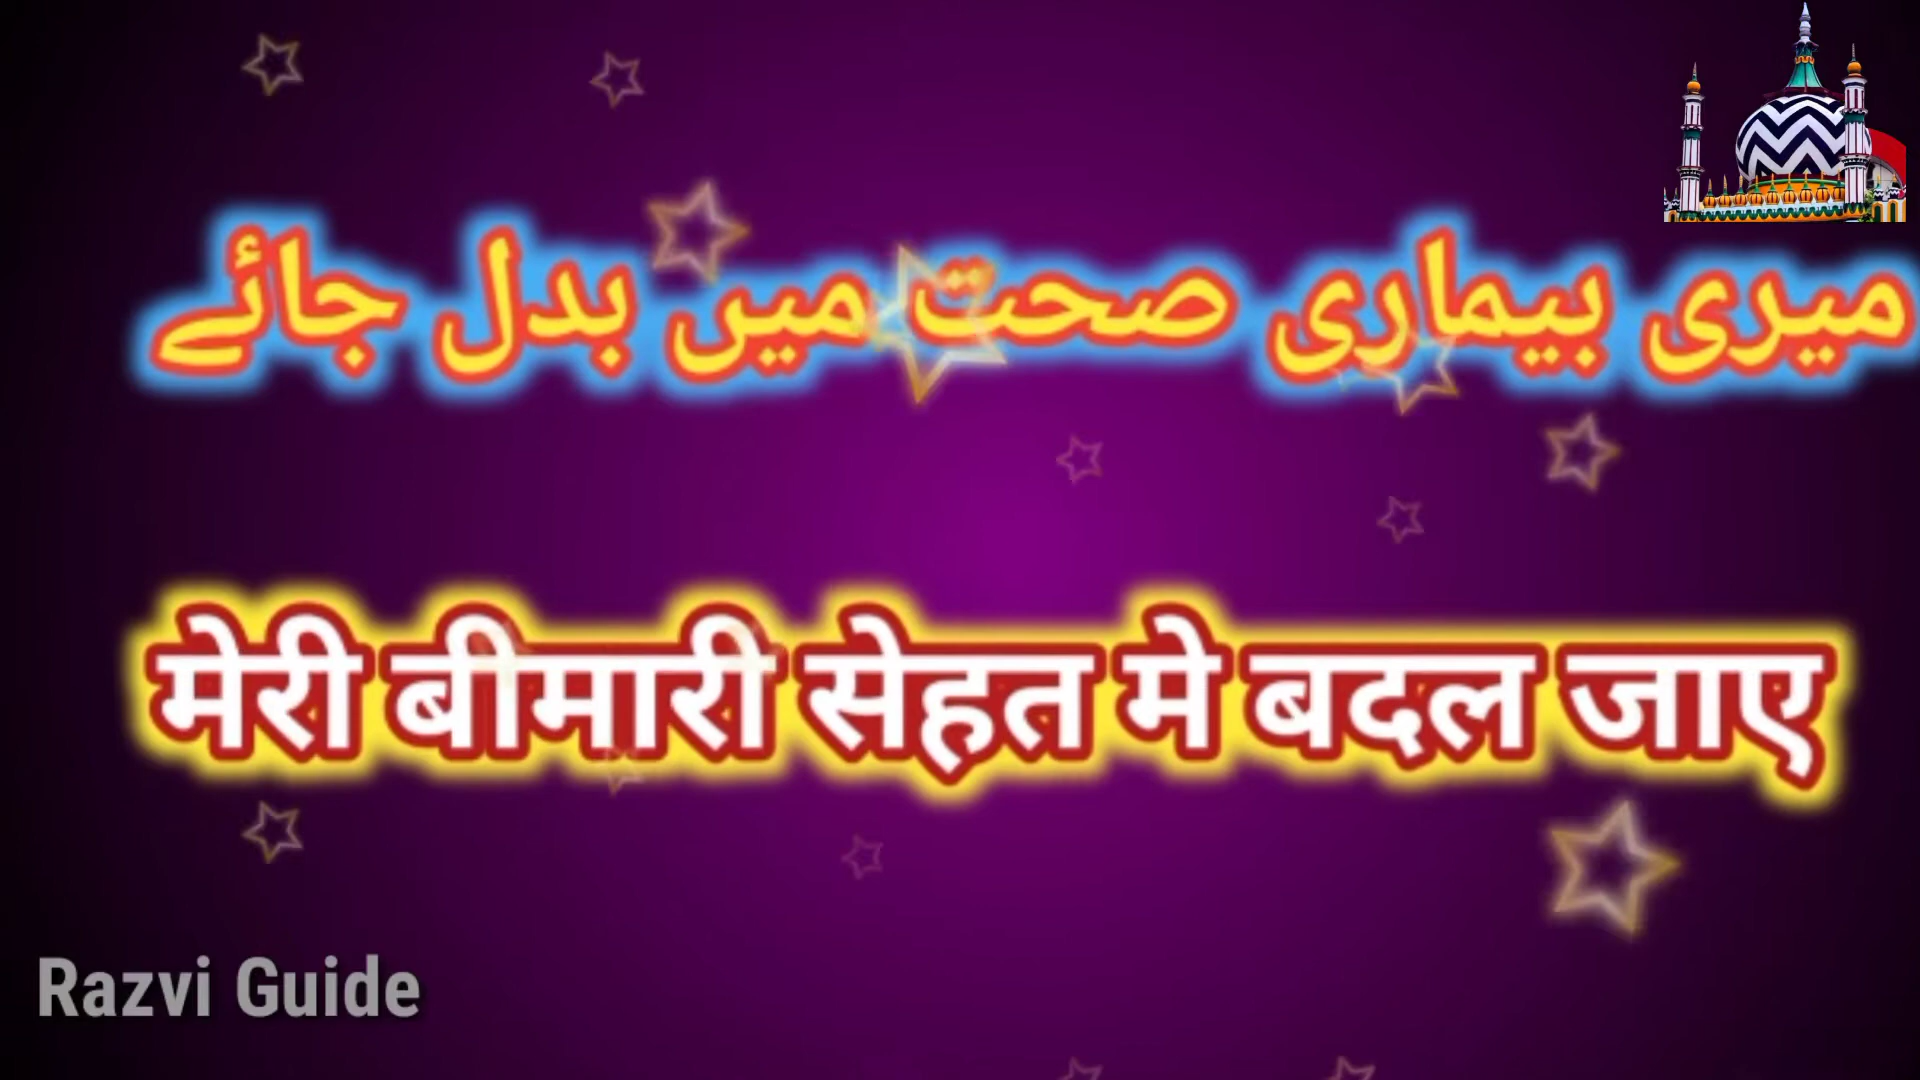 میری بیماری صحت میں بدل جائے
मेरी बीमारी सेहत मे बदल जाए
Razvi Guide